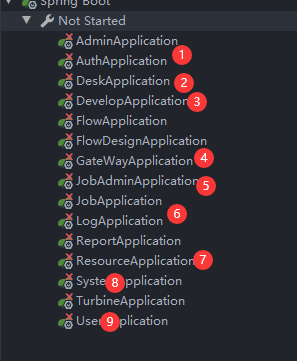 Spring Boot
Not Started
AdminApplication
AuthApplication 1
DeskApplication 2
DevelopApplication 3
FlowApplication
FlowDesignApplication
GateWayApplication 4
JobAdminApplication 5
JobApplication
LogApplication 6
ReportApplication
ResourceApplication 7
Syste 8 pplication
TurbineApplication
User 9 pplication